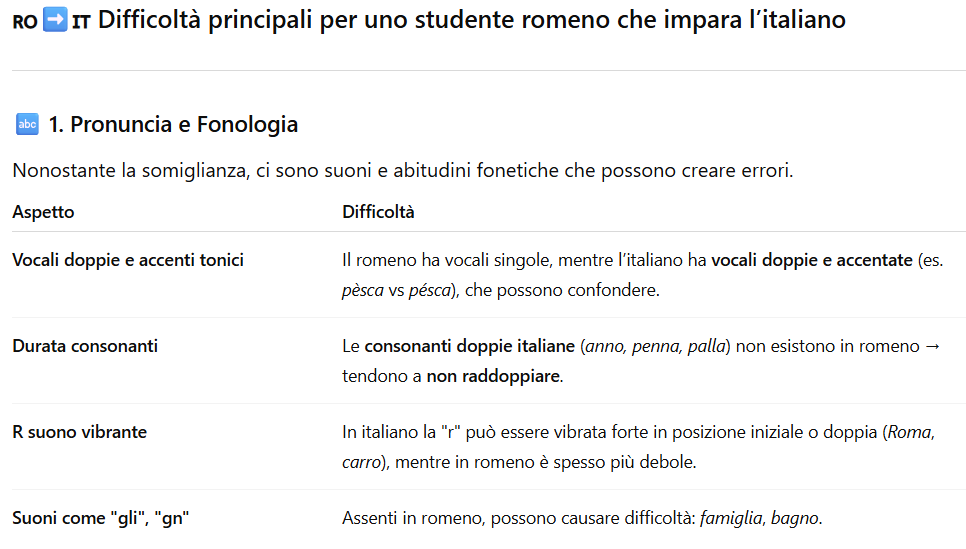 RO ➡️ IT Difficoltà principali per uno studente romeno che impara l’italiano
abc 1. Pronuncia e Fonologia
Nonostante la somiglianza, ci sono suoni e abitudini fonetiche che possono creare errori.
Aspetto Difficoltà
Vocali doppie e accenti tonici Il romeno ha vocali singole, mentre l’italiano ha vocali doppie e accentate (es.
pèsca vs pésca), che possono confondere.
Durata consonanti Le consonanti doppie italiane (anno, penna, palla) non esistono in romeno →
tendono a non raddoppiare.
R suono vibrante In italiano la "r" può essere vibrata forte in posizione iniziale o doppia (Roma,
carro), mentre in romeno è spesso più debole.
Suoni come "gli", "gn" Assenti in romeno, possono causare difficoltà: famiglia, bagno.